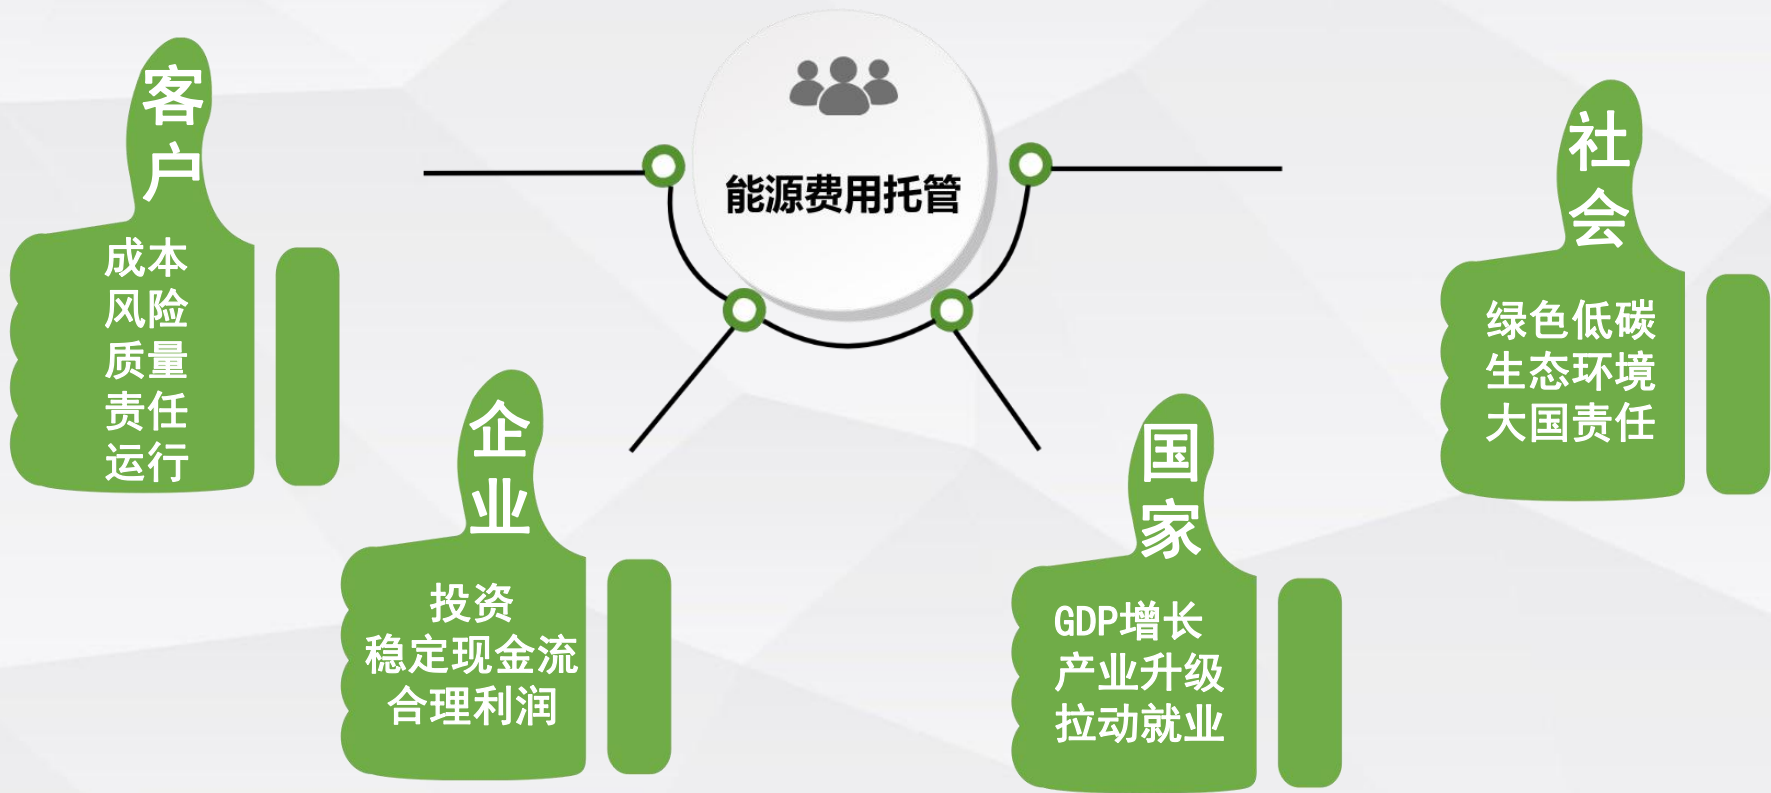 能源费用托管
客户
成本
风险
质量
责任
运行
企业
投资
稳定现金流
合理利润
国家
GDP增长
产业升级
拉动就业
社会
绿色低碳
生态环境
大国责任